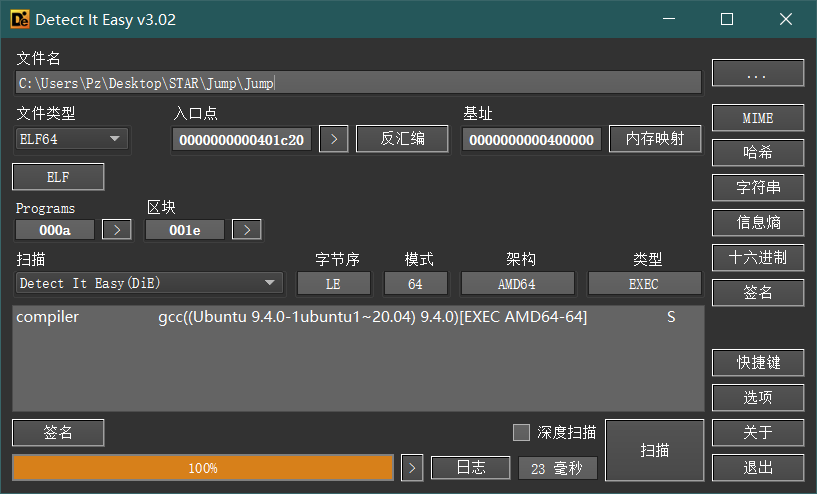 Detect It Easy v3.02
文件名
C:\Users\Pz\Desktop\STAR\Jump\Jump
...
文件类型 入口点 基址
ELF64 0000000000401c20 > 反汇编 0000000000400000 内存映射 MIME
哈希
ELF 字符串
Programs 区块
000a > 001e > 信息熵
扫描 字节序 模式 架构 类型 十六进制
Detect It Easy(DiE) LE 64 AMD64 EXEC 签名
compiler gcc((Ubuntu 9.4.0-1ubuntu1~20.04) 9.4.0)[EXEC AMD64-64] S
快捷键
选项
签名 深度扫描 扫描 关于
100% > 日志 23 毫秒 退出